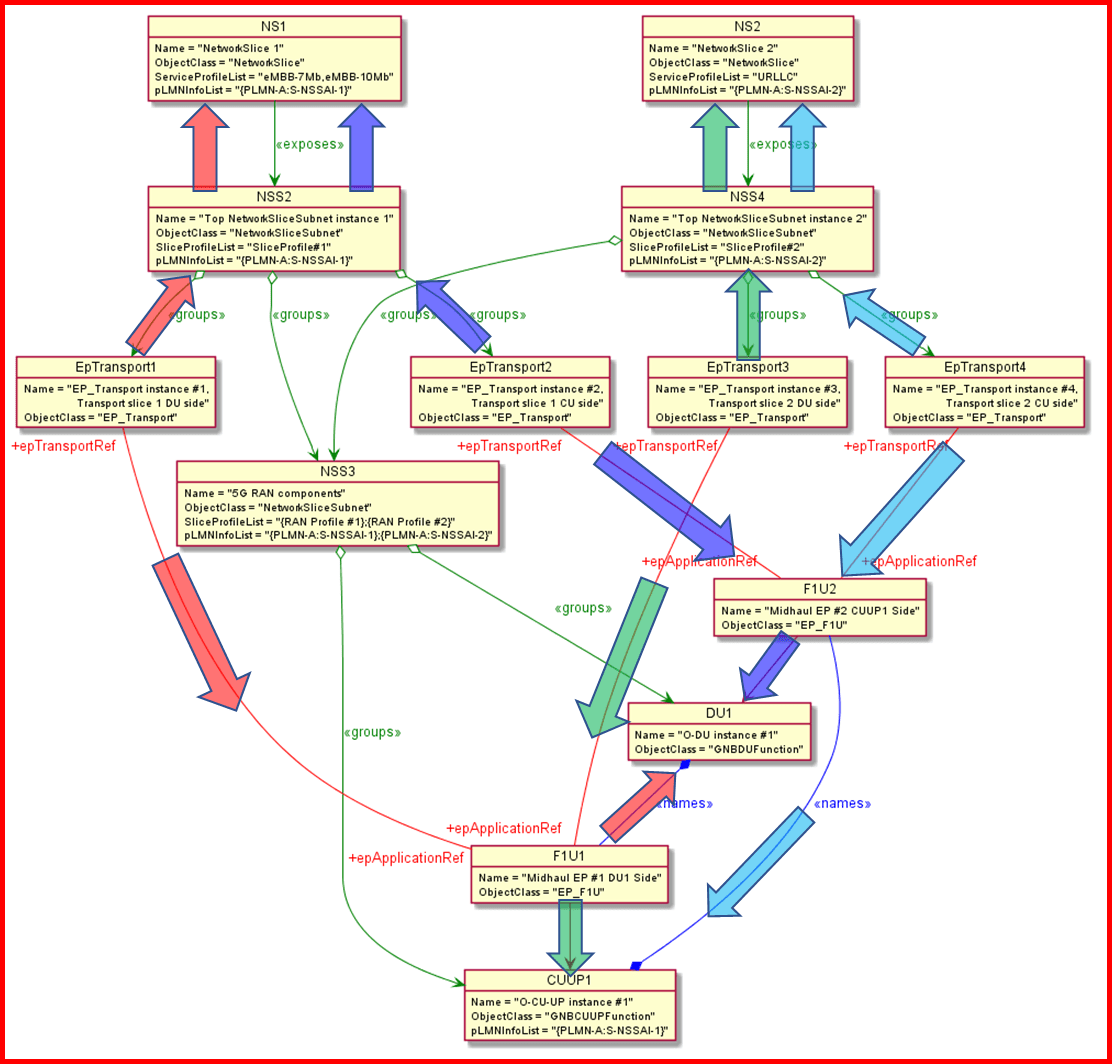 NS1
Name = "NetworkSlice 1"
ObjectClass = "NetworkSlice"
ServiceProfileList = "eMBB-7Mb,eMBB-10Mb"
pLMNInfoList = "{PLMN-A:S-NSSAI-1}"
NS2
Name = "NetworkSlice 2"
ObjectClass = "NetworkSlice"
ServiceProfileList = "URLLC"
pLMNInfoList = "{PLMN-A:S-NSSAI-2}"
«exposes»
«exposes»
NSS2
Name = "Top NetworkSliceSubnet instance 1"
ObjectClass = "NetworkSliceSubnet"
SliceProfileList = "SliceProfile#1"
pLMNInfoList = "{PLMN-A:S-NSSAI-1}"
NSS4
Name = "Top NetworkSliceSubnet instance 2"
ObjectClass = "NetworkSliceSubnet"
SliceProfileList = "SliceProfile#2"
pLMNInfoList = "{PLMN-A:S-NSSAI-2}"
«groups»
«groups»
«groups»
«groups»
«groups»
«groups»
EpTransport1
Name = "EP_Transport instance #1,
Transport slice 1 DU side"
ObjectClass = "EP_Transport"
EpTransport2
Name = "EP_Transport instance #2,
Transport slice 1 CU side"
ObjectClass = "EP_Transport"
EpTransport3
Name = "EP_Transport instance #3,
Transport slice 2 DU side"
ObjectClass = "EP_Transport"
EpTransport4
Name = "EP_Transport instance #4,
Transport slice 2 CU side"
ObjectClass = "EP_Transport"
+epTransportRef
+epTransportRef
+epTransportRef
+epTransportRef
NSS3
Name = "5G RAN components"
ObjectClass = "NetworkSliceSubnet"
SliceProfileList = "{RAN Profile #1};{RAN Profile #2}"
pLMNInfoList = "{PLMN-A:S-NSSAI-1};{PLMN-A:S-NSSAI-2}"
+epApplicationRef
+epApplicationRef
F1U2
Name = "Midhaul EP #2 CUUP1 Side"
ObjectClass = "EP_F1U"
«groups»
DU1
Name = "O-DU instance #1"
ObjectClass = "GNBDUFunction"
«groups»
«names»
«names»
+epApplicationRef
+epApplicationRef
F1U1
Name = "Midhaul EP #1 DU1 Side"
ObjectClass = "EP_F1U"
CUUP1
Name = "O-CU-UP instance #1"
ObjectClass = "GNBCUUPFunction"
pLMNInfoList = "{PLMN-A:S-NSSAI-1}"